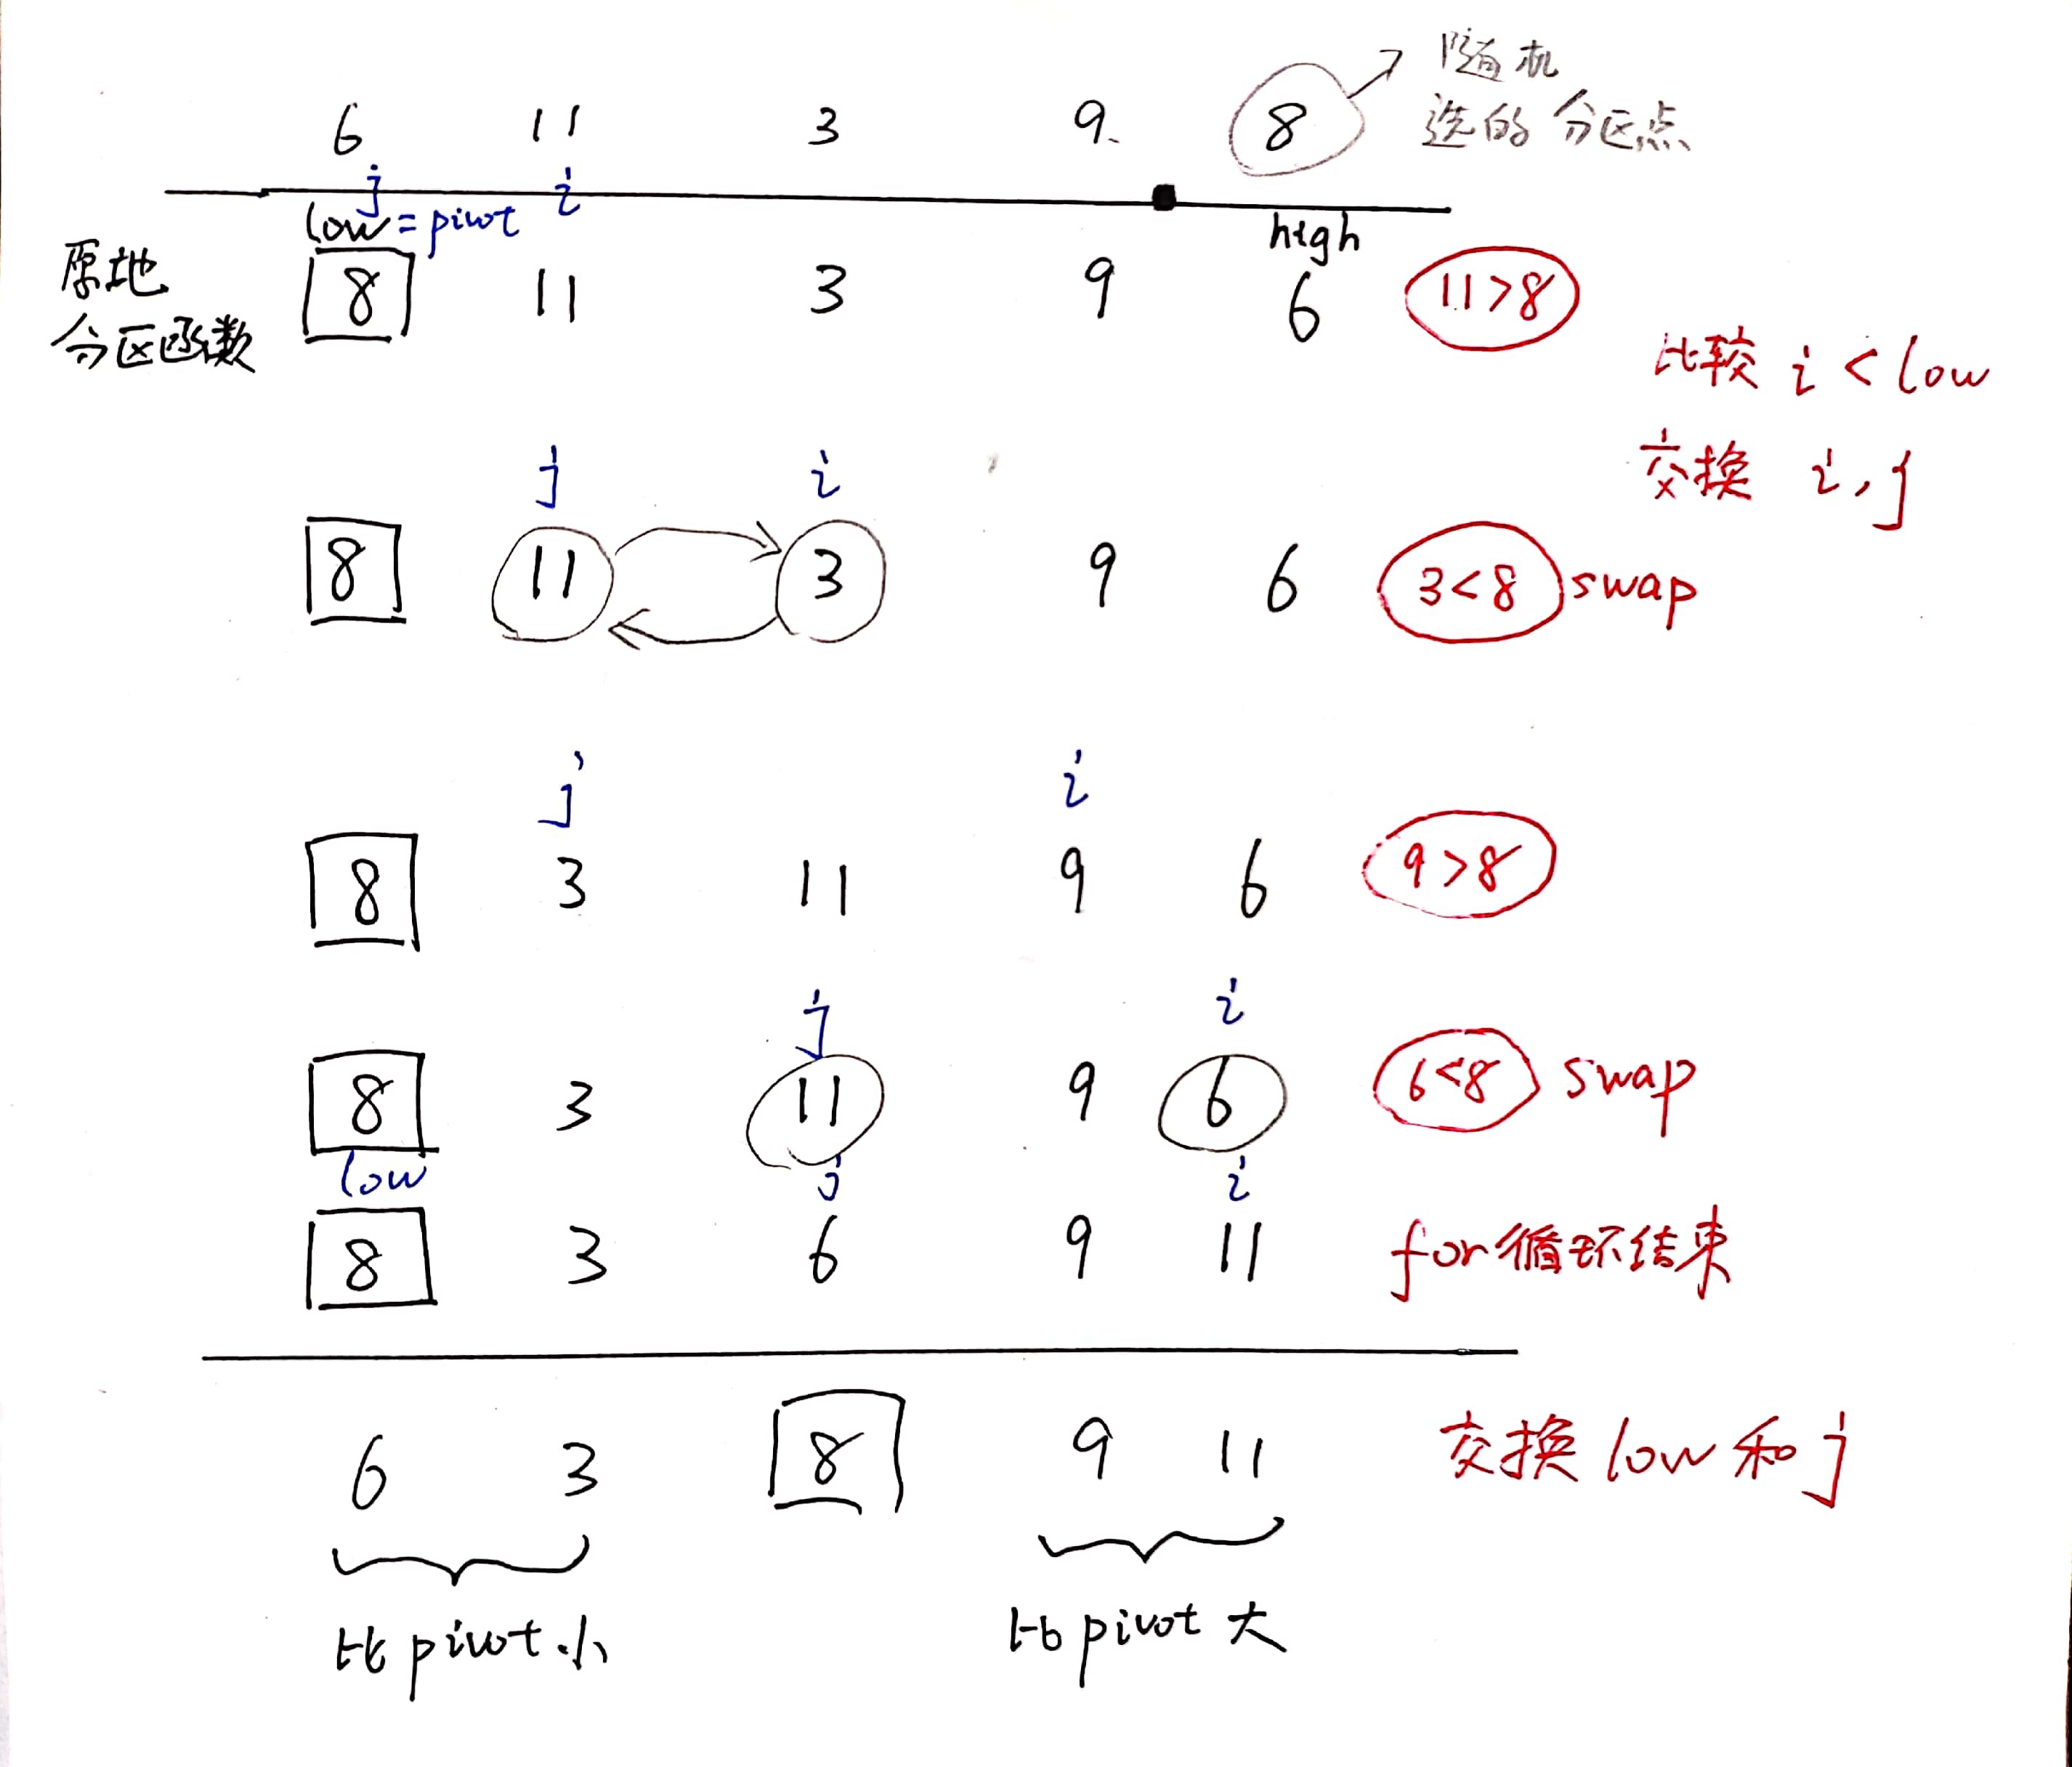 6 11 3 9 8 随机
选的分区点
j i
low = pivot high
原地
分区函数
8 11 3 9 6 11>8
比较 i < low
交换 i, j
j i
8 11 3 9 6 3<8 swap
j i
8 3 11 9 6 9>8
j i
8 3 11 9 6 6<8 swap
low j i
8 3 6 9 11 for循环结束
6 3 8 9 11 交换 low 和 j
比 pivot 小 比 pivot 大